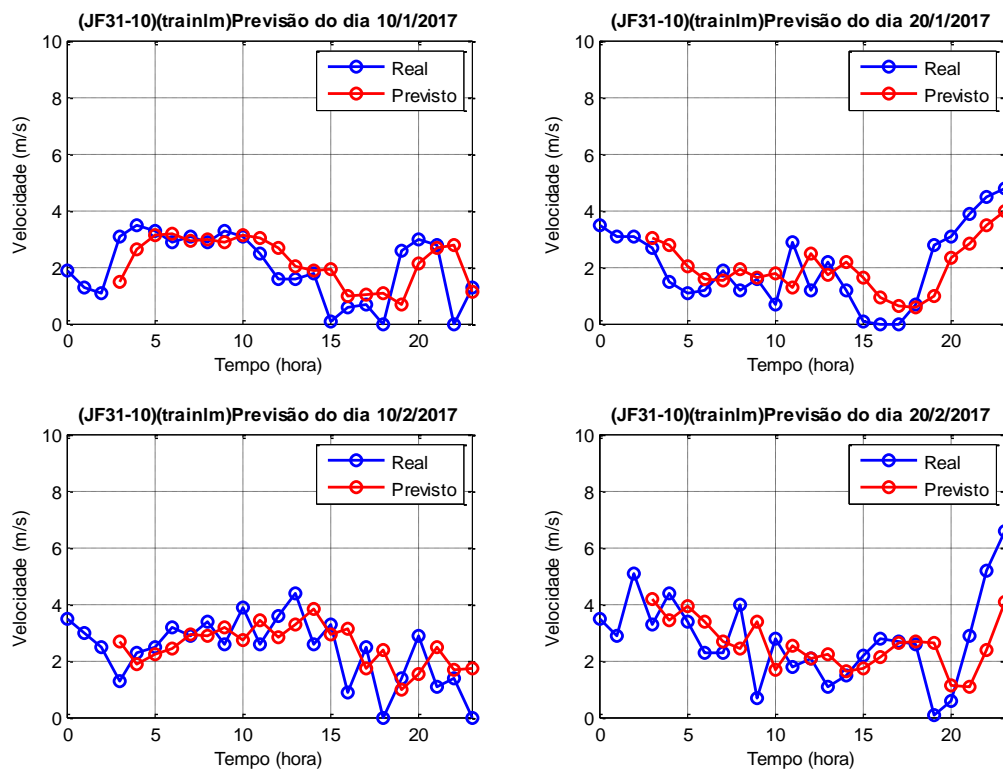 (JF31-10)(trainlm)Previsão do dia 10/1/2017
10
8
6
4
2
0
Velocidade (m/s)
Real
Previsto
0 5 10 15 20
Tempo (hora)
(JF31-10)(trainlm)Previsão do dia 20/1/2017
10
8
6
4
2
0
Velocidade (m/s)
Real
Previsto
0 5 10 15 20
Tempo (hora)
(JF31-10)(trainlm)Previsão do dia 10/2/2017
10
8
6
4
2
0
Velocidade (m/s)
Real
Previsto
0 5 10 15 20
Tempo (hora)
(JF31-10)(trainlm)Previsão do dia 20/2/2017
10
8
6
4
2
0
Velocidade (m/s)
Real
Previsto
0 5 10 15 20
Tempo (hora)